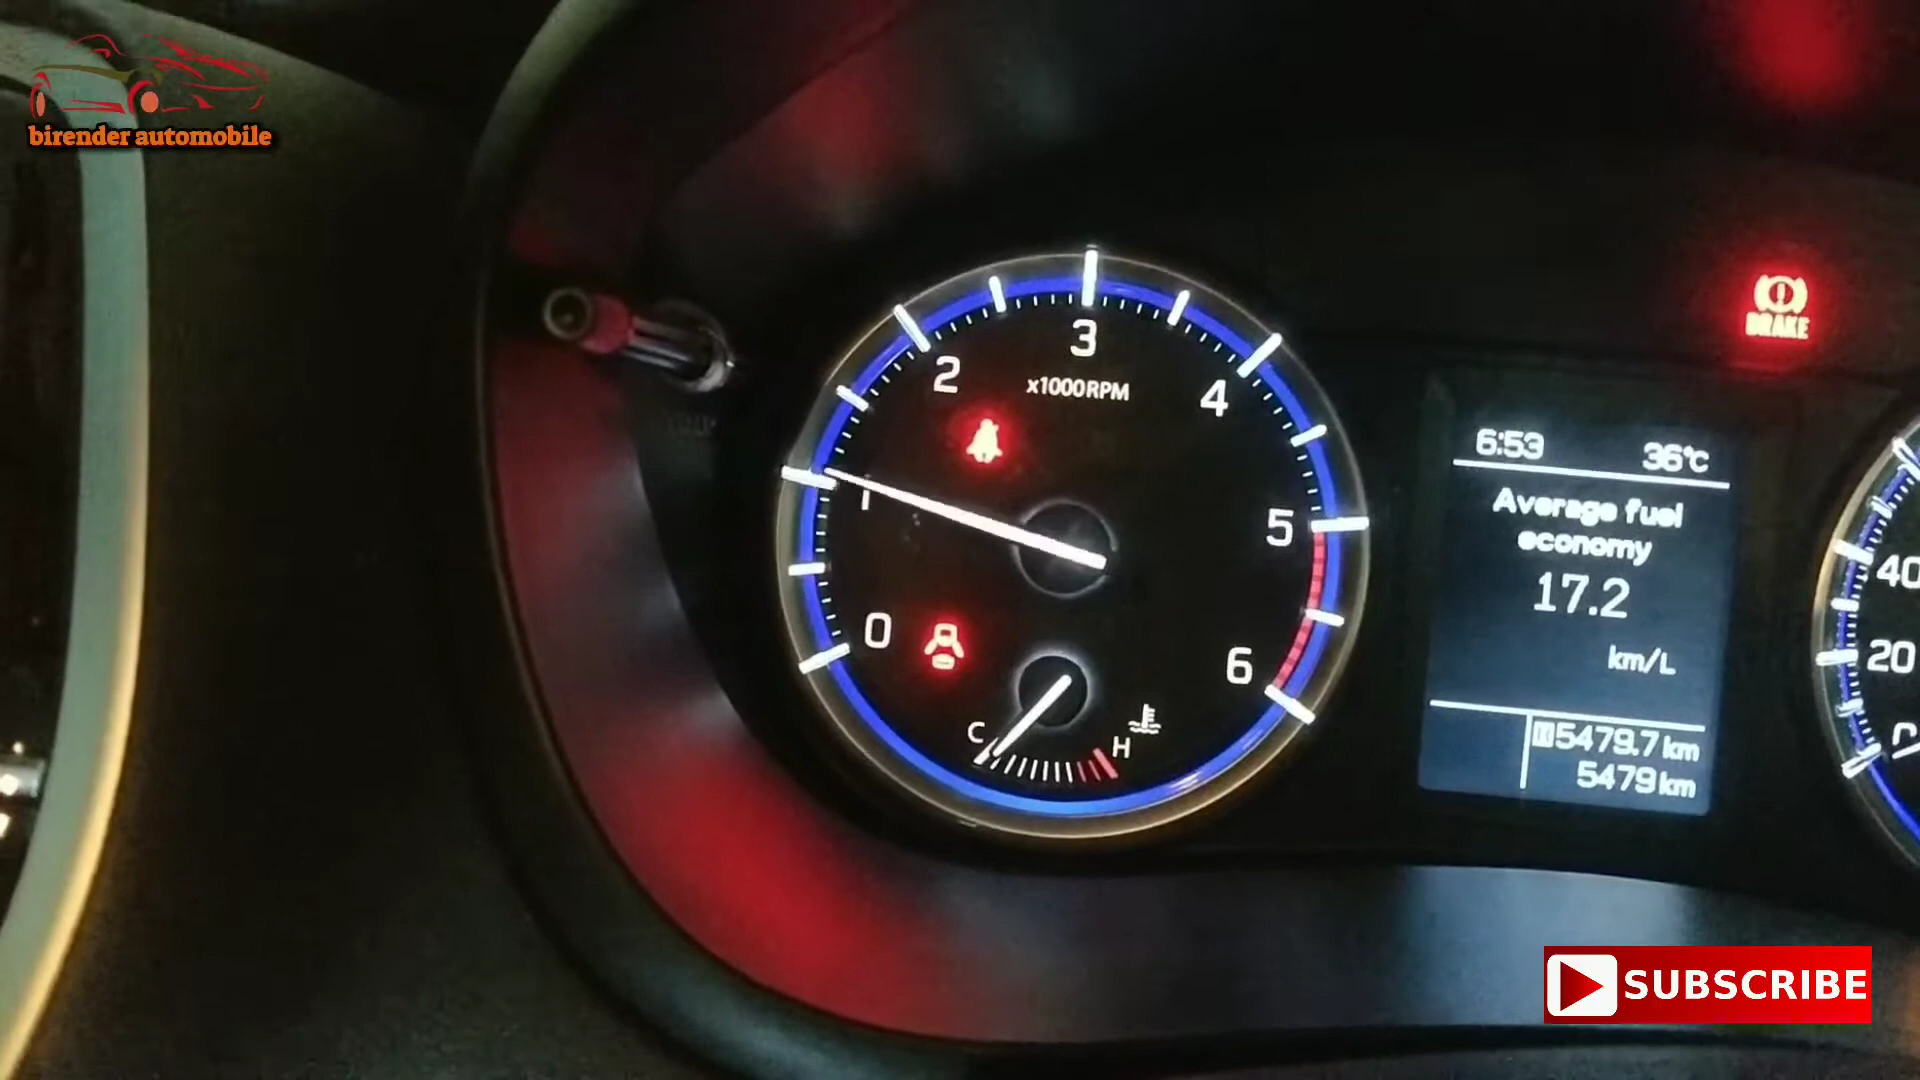 birender automobile
3
2
4
x1000RPM
1
5
0
6
C
H
BRAKE
6:53 36℃
Average fuel
economy
17.2
km/L
5479.7 km
5479 km
40
20
SUBSCRIBE